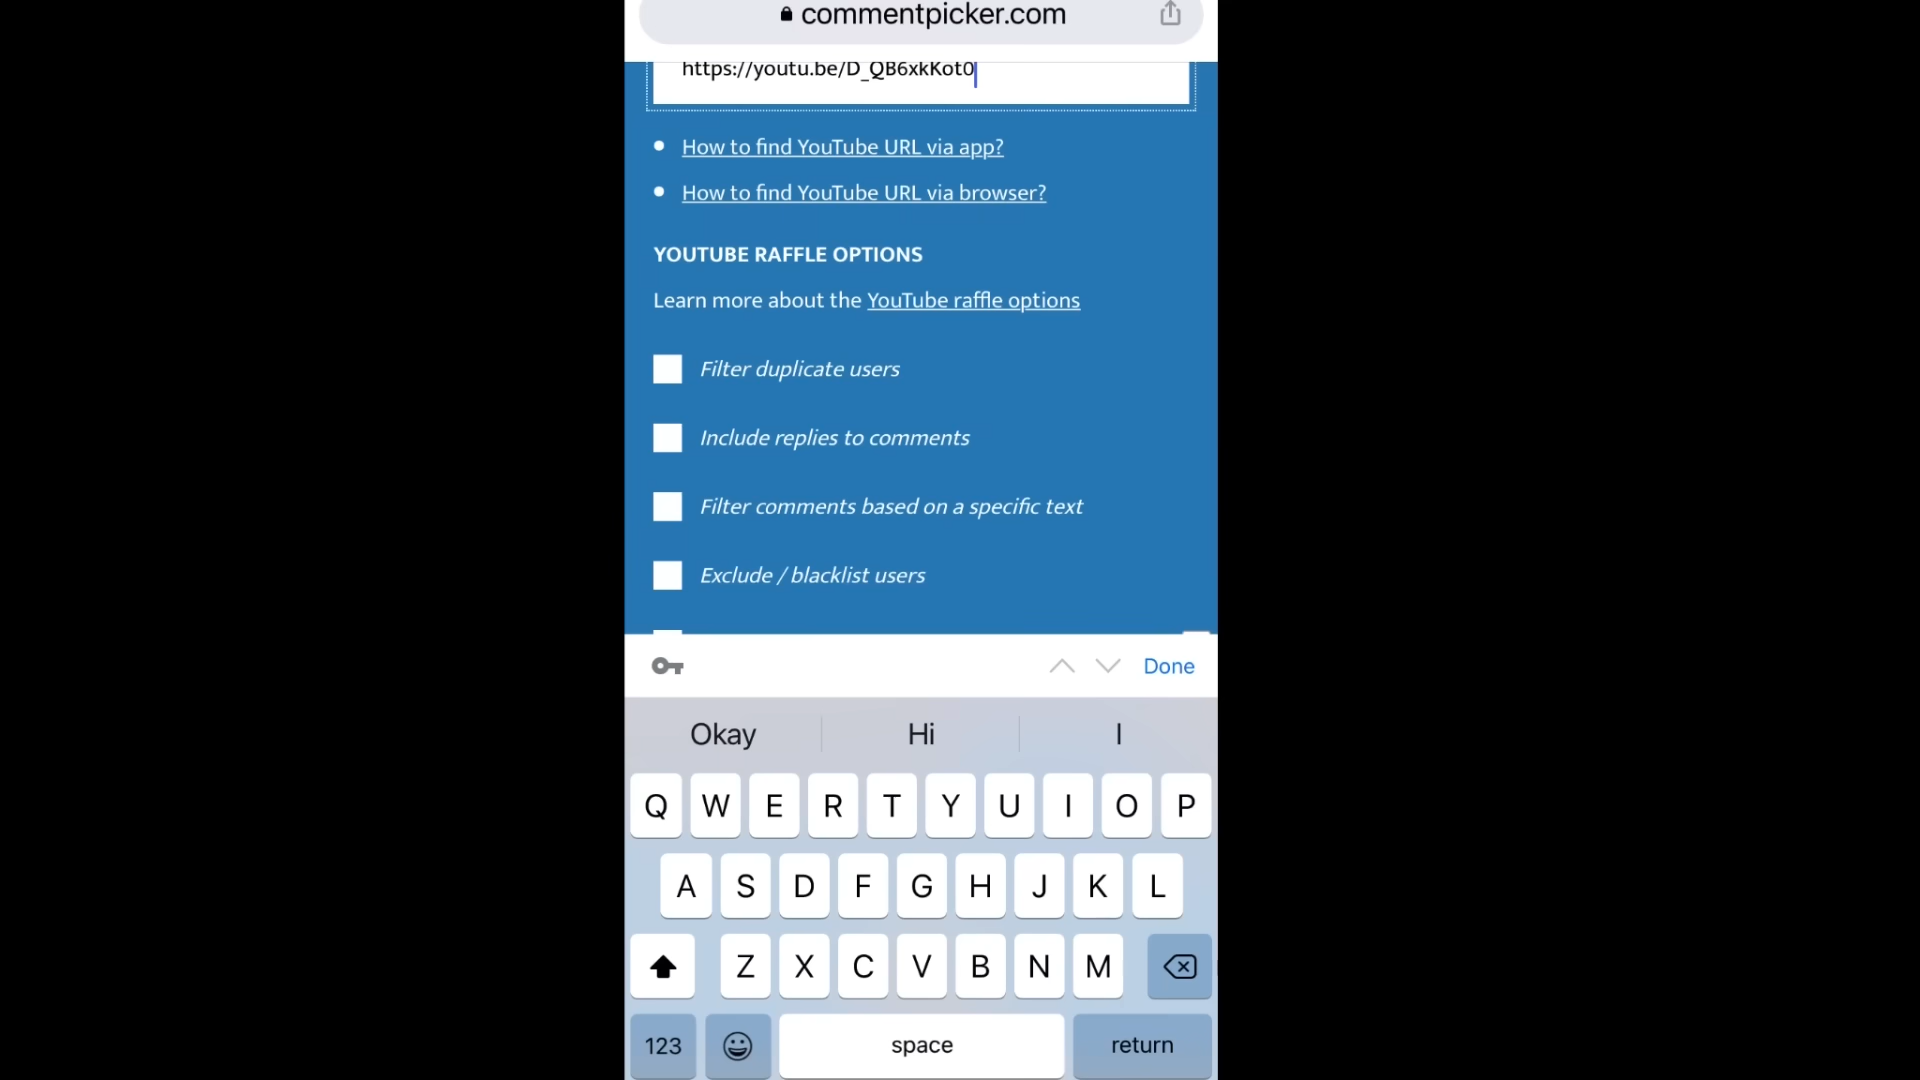 commentpicker.com
https://youtu.be/D_QB6xkKot0
How to find YouTube URL via app?
How to find YouTube URL via browser?
YOUTUBE RAFFLE OPTIONS
Learn more about the YouTube raffle options
Filter duplicate users
Include replies to comments
Filter comments based on a specific text
Exclude / blacklist users
Done
Okay Hi I
Q W E R T Y U I O P
A S D F G H J K L
Z X C V B N M
123 space return